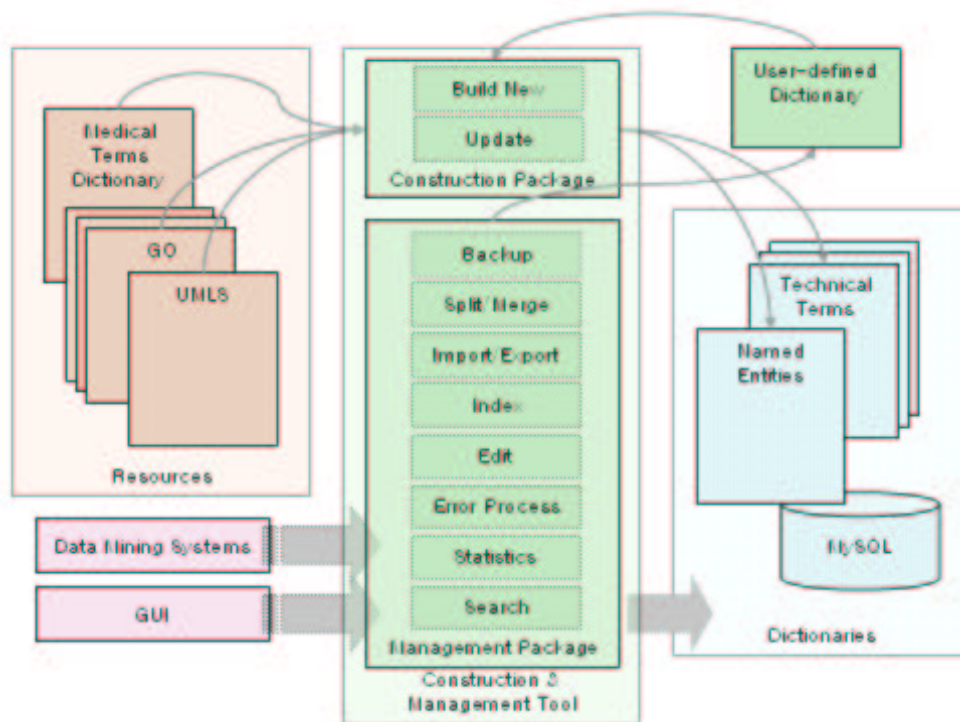 Medical
Terms
Dictionary
GO
UMLS
Resources
Data Mining Systems
GUI
Build New
Update
Construction Package
Backup
Split/Merge
Import/Export
Index
Edit
Error Process
Statistics
Search
Management Package
Construction &
Management Tool
User-defined
Dictionary
Technical
Terms
Named
Entities
MySQL
Dictionaries